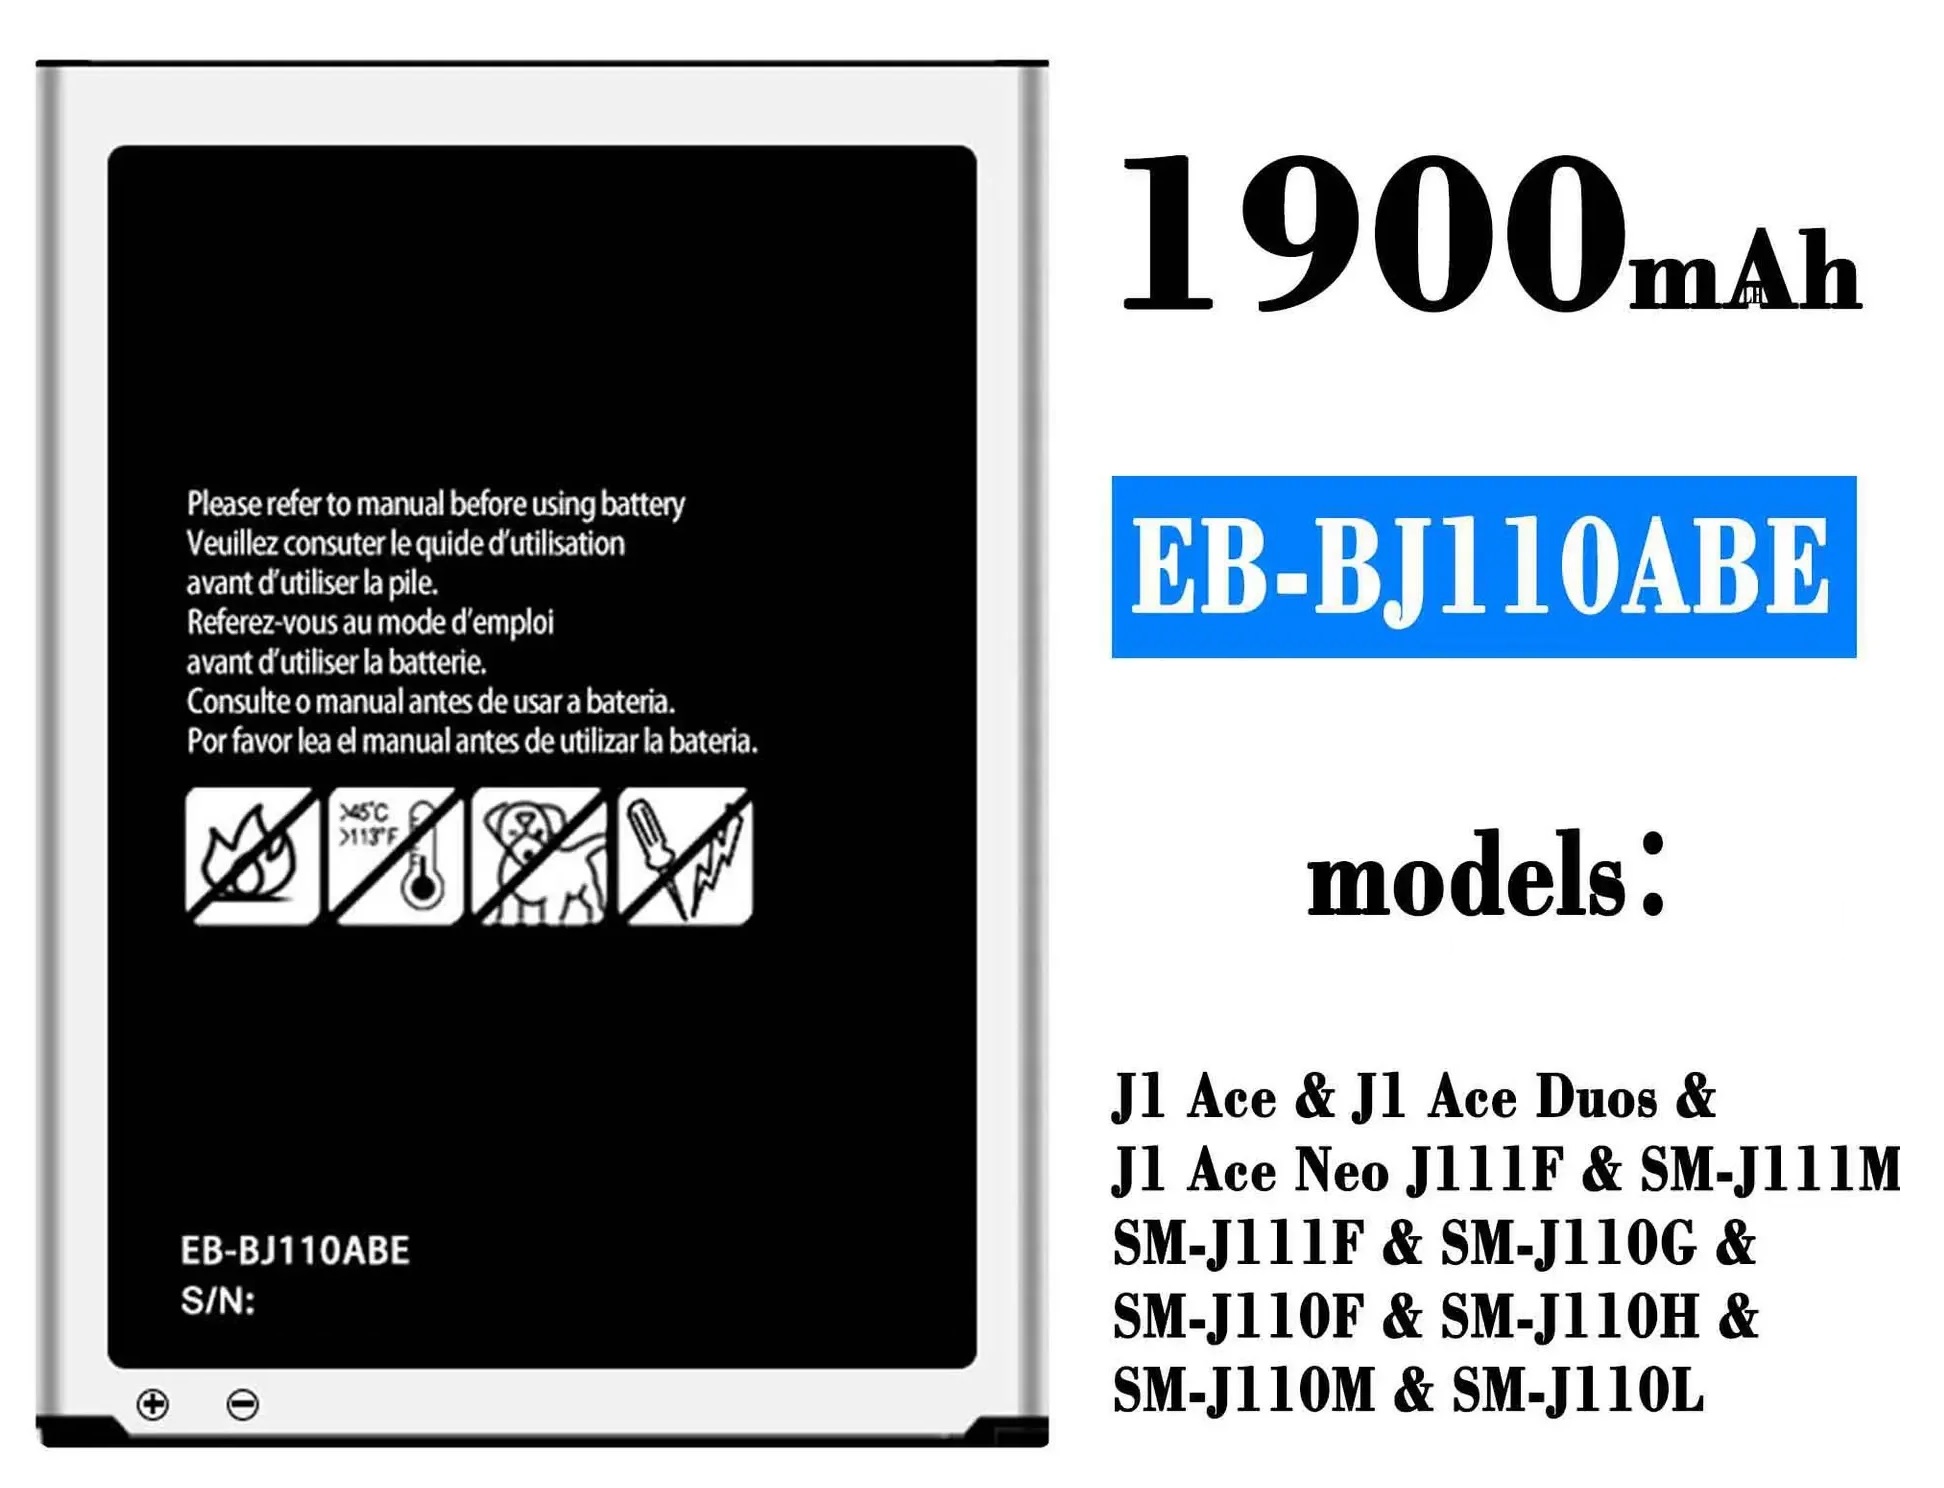 Please refer to manual before using battery
Veuillez consuter le quide d'utilisation
avant d'utiliser la pile.
Referez-vous au mode d'emploi
avant d'utiliser la batterie.
Consulte o manual antes de usar a bateria.
Por favor lea el manual antes de utilizar la bateria.
>45°C
>113°F
EB-BJ110ABE
S/N:
1900mAh
EB-BJ110ABE
models:
J1 Ace & J1 Ace Duos &
J1 Ace Neo J111F & SM-J111M
SM-J111F & SM-J110G &
SM-J110F & SM-J110H &
SM-J110M & SM-J110L